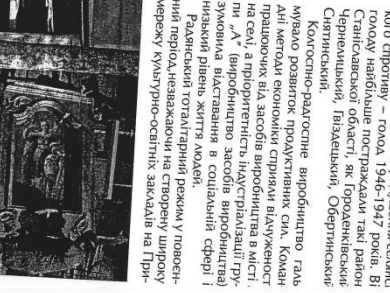 ного спротиву – голод 1946-1947 років. Ві
голоду найбільше постраждали такі район
Станіславської області, як Городенківський
Чернелицький, Гвіздецький, Обертинський
Снятинський.
Колгоспно-радгоспне виробництво галь
мувало розвиток продуктивних сил. Коман
дні методи економіки сприяли відчуженост
працюючих від засобів виробництва в місті
на селі, а пріоритетність індустріалізації гру-
пи „А" (виробництво засобів виробництва)
зумовила відставання в соціальній сфері і
низький рівень життя людей.
Радянський тоталітарний режим у повоєн-
ний період,незважаючи на створену широку
мережу культурно-освітніх закладів на При-